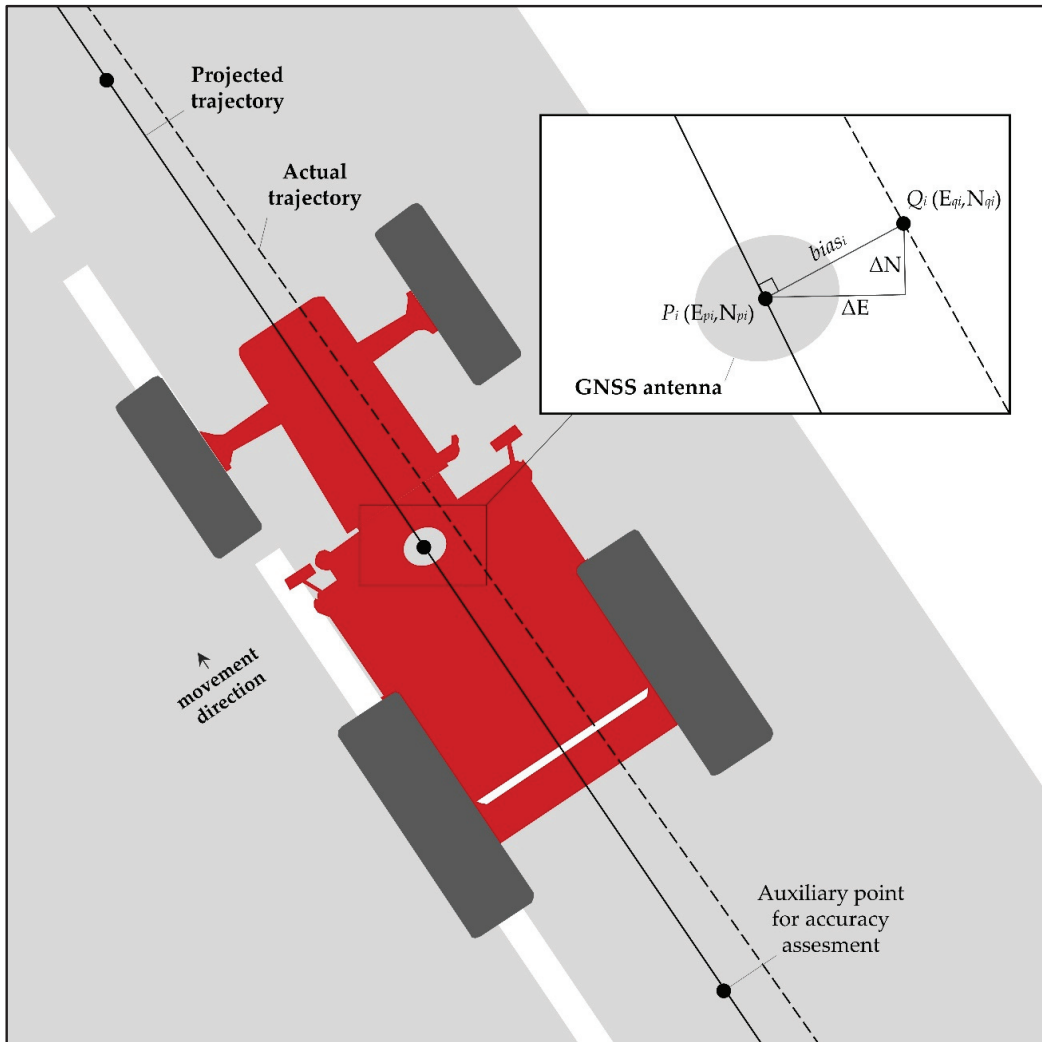 Projected
trajectory
Actual
trajectory
Qi (Eqi,Nqi)
biasi
ΔN
ΔE
Pi (Epi,Npi)
GNSS antenna
movement
direction
Auxiliary point
for accuracy
assesment